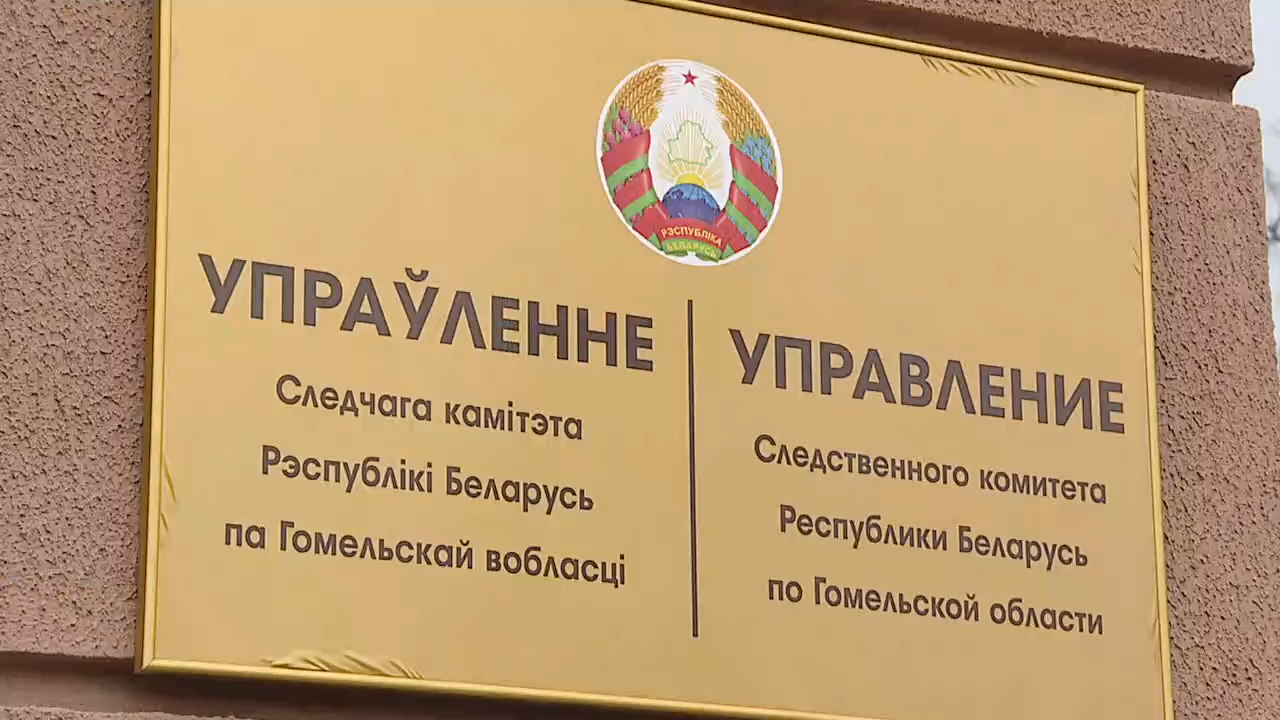 РЭСПУБЛІКА
БЕЛАРУСЬ
УПРАЎЛЕННЕ
Следчага камітэта
Рэспублікі Беларусь
па Гомельскай вобласці
УПРАВЛЕНИЕ
Следственного комитета
Республики Беларусь
по Гомельской области